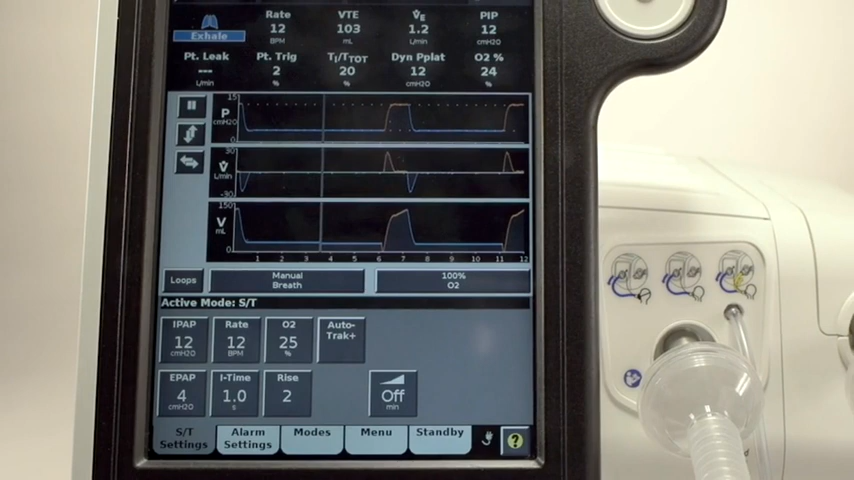 Rate VTE V̇E PIP
12 103 1.2 12
Exhale BPM mL L/min cmH2O
Pt. Leak Pt. Trig TI/TTOT Dyn Pplat O2 %
--- 2 20 12 24
L/min % % cmH2O %
15
P
cmH2O
0
30
V̇
L/min
-30
150
V
mL
0
1 2 3 4 5 6 7 8 9 10 11 12
Loops Manual 100%
Breath O2
Active Mode: S/T
IPAP Rate O2 Auto-
12 12 25 Trak+
cmH2O BPM %
EPAP I-Time Rise
4 1.0 2 Off
cmH2O s min
S/T Alarm Modes Menu Standby ?
Settings Settings